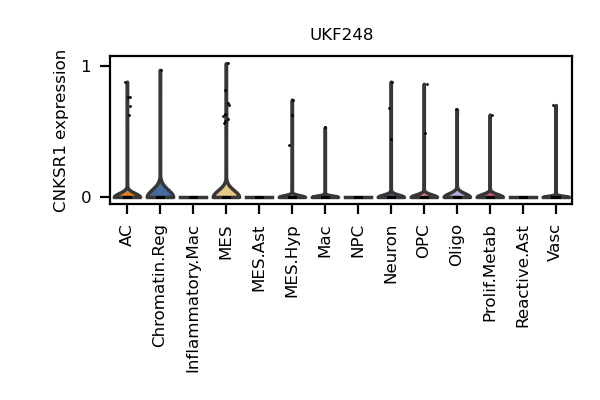 UKF248
CNKSR1 expression
1
0
AC
Chromatin.Reg
Inflammatory.Mac
MES
MES.Ast
MES.Hyp
Mac
NPC
Neuron
OPC
Oligo
Prolif.Metab
Reactive.Ast
Vasc